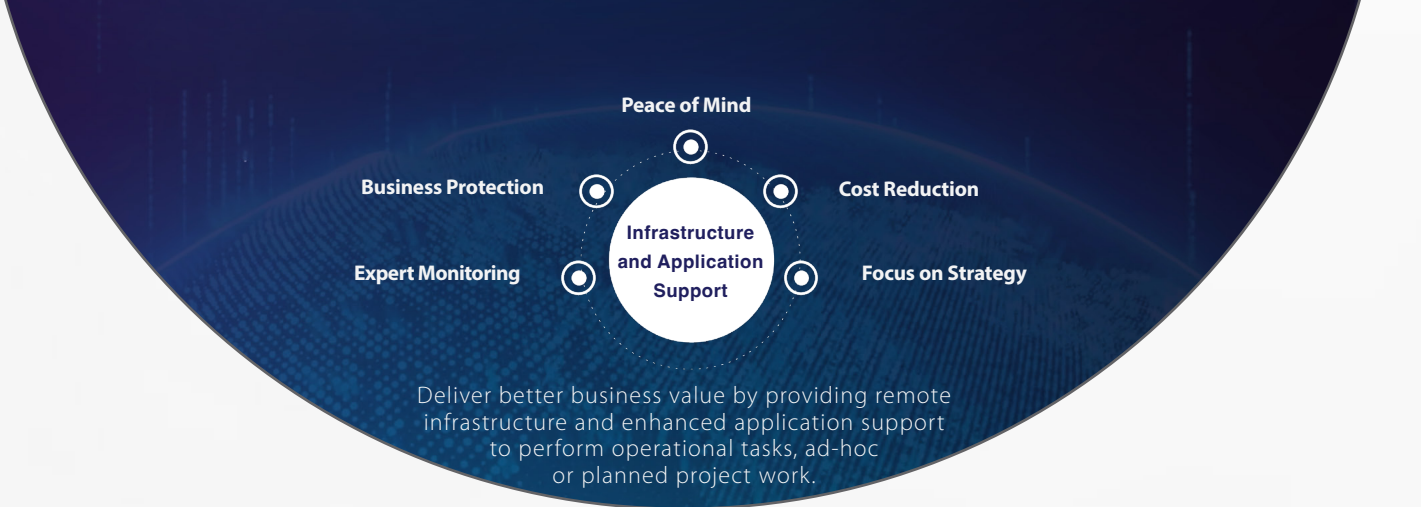 Peace of Mind
Business Protection
Cost Reduction
Infrastructure
and Application
Support
Expert Monitoring
Focus on Strategy
Deliver better business value by providing remote
infrastructure and enhanced application support
to perform operational tasks, ad-hoc
or planned project work.